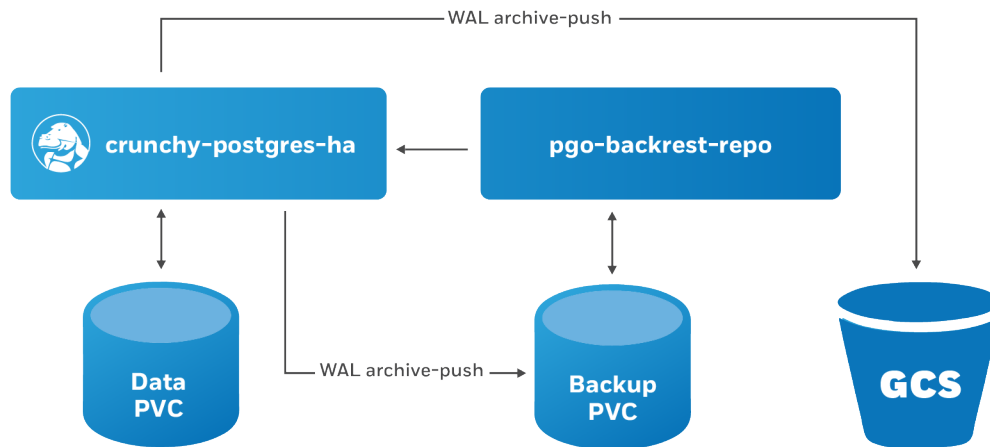 WAL archive-push
crunchy-postgres-ha
pgo-backrest-repo
WAL archive-push
Data
PVC
Backup
PVC
GCS